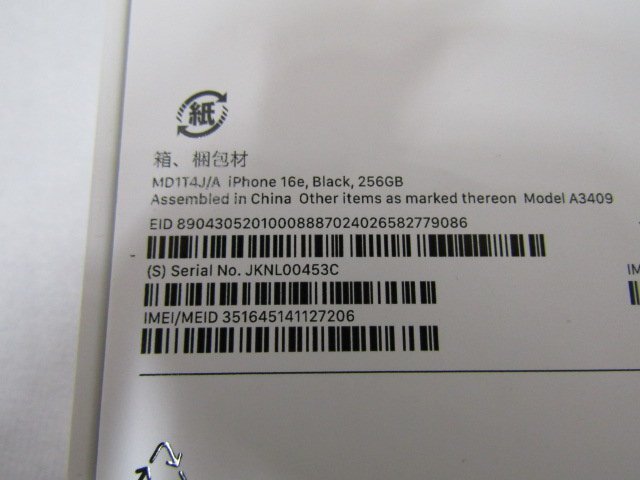 紙
箱、梱包材
MD1T4J/A iPhone 16e, Black, 256GB
Assembled in China Other items as marked thereon Model A3409
EID 89043052010008887024026582779086
(S) Serial No. JKNL00453C
IM
IMEI/MEID 351645141127206